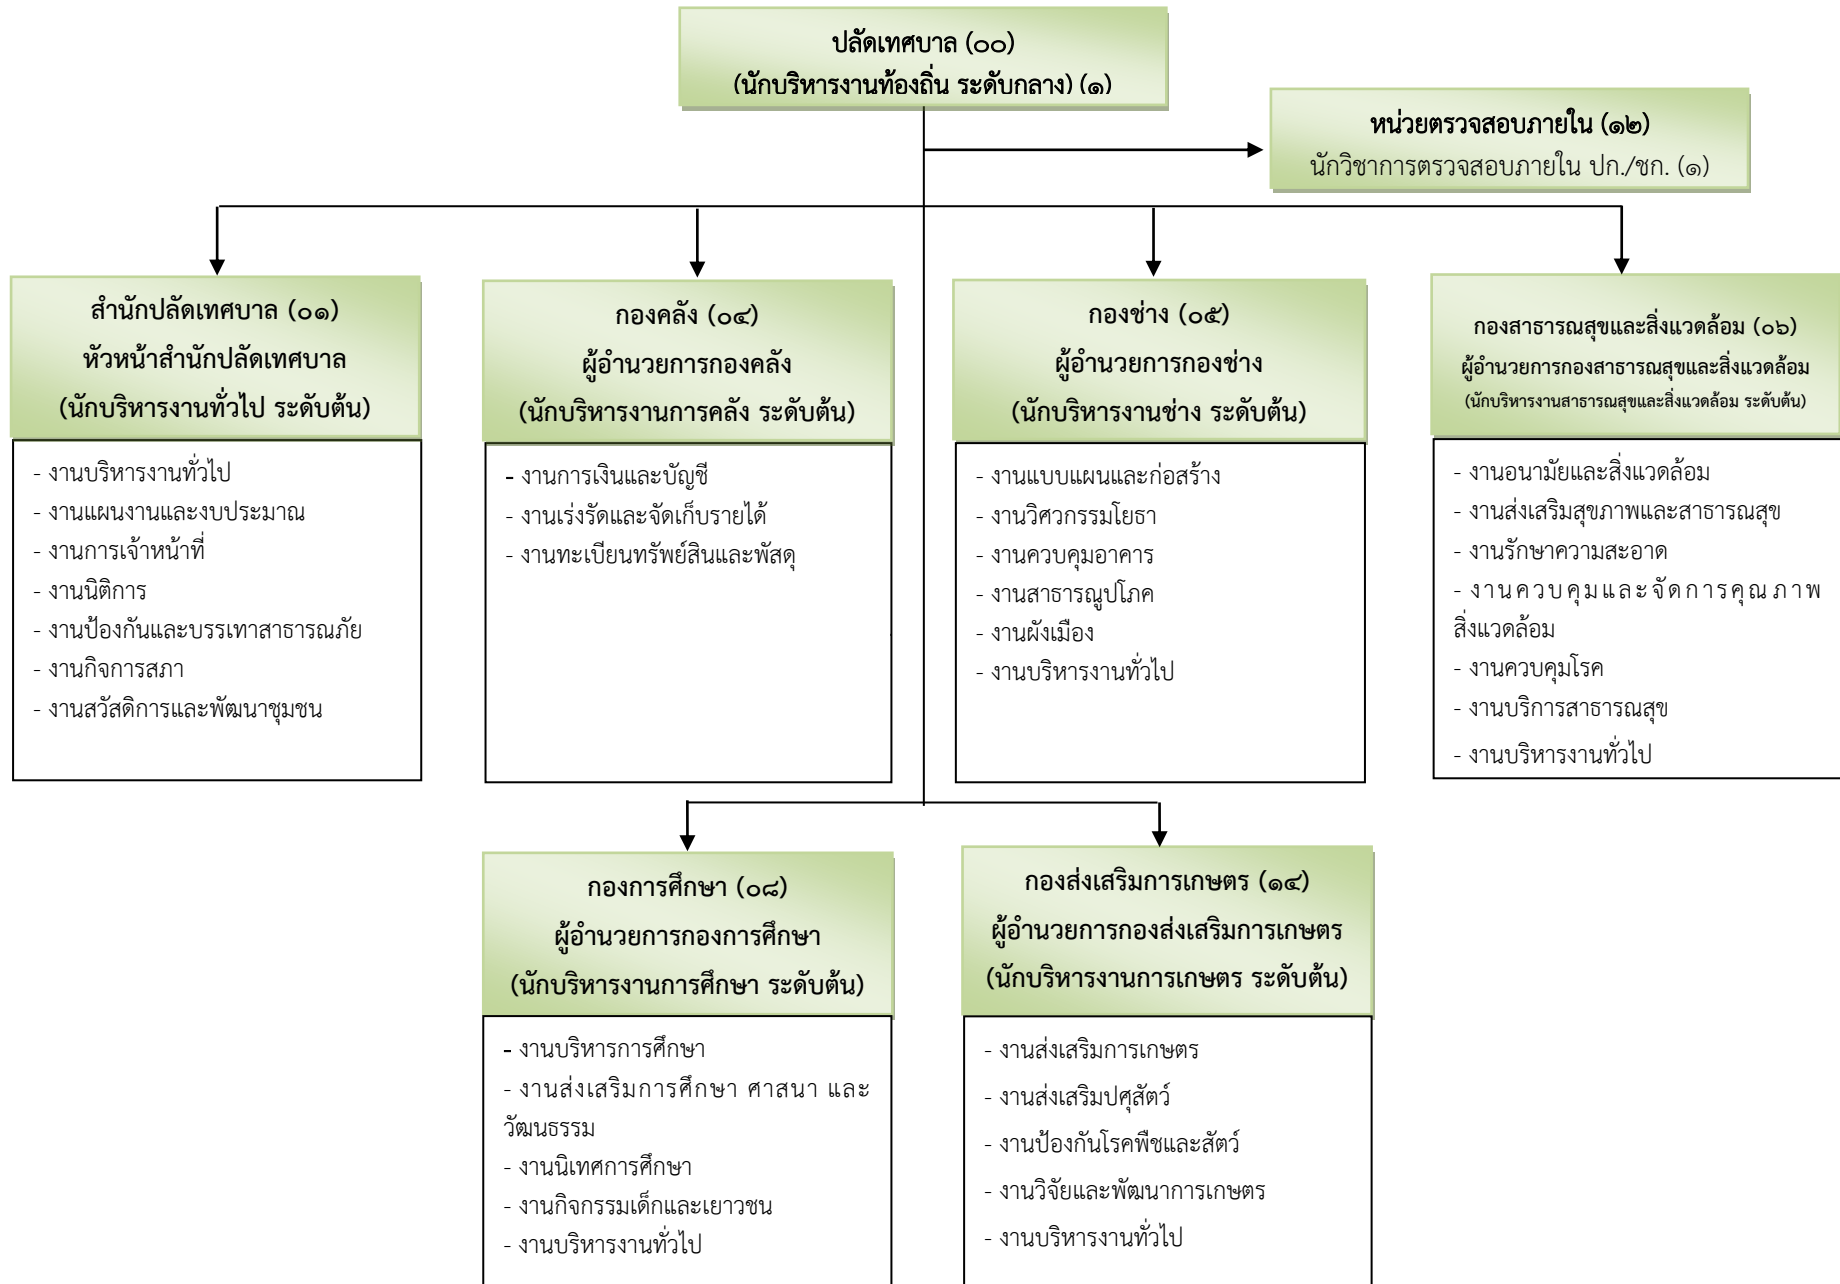 ปลัดเทศบาล (๐๐)
(นักบริหารงานท้องถิ่น ระดับกลาง) (๑)
หน่วยตรวจสอบภายใน (๑๒)
นักวิชาการตรวจสอบภายใน ปก./ชก. (๑)
สำนักปลัดเทศบาล (๐๑)
หัวหน้าสำนักปลัดเทศบาล
(นักบริหารงานทั่วไป ระดับต้น)
- งานบริหารงานทั่วไป
- งานแผนงานและงบประมาณ
- งานการเจ้าหน้าที่
- งานนิติการ
- งานป้องกันและบรรเทาสาธารณภัย
- งานกิจการสภา
- งานสวัสดิการและพัฒนาชุมชน
กองคลัง (๐๔)
ผู้อำนวยการกองคลัง
(นักบริหารงานการคลัง ระดับต้น)
- งานการเงินและบัญชี
- งานเร่งรัดและจัดเก็บรายได้
- งานทะเบียนทรัพย์สินและพัสดุ
กองช่าง (๐๕)
ผู้อำนวยการกองช่าง
(นักบริหารงานช่าง ระดับต้น)
- งานแบบแผนและก่อสร้าง
- งานวิศวกรรมโยธา
- งานควบคุมอาคาร
- งานสาธารณูปโภค
- งานผังเมือง
- งานบริหารงานทั่วไป
กองสาธารณสุขและสิ่งแวดล้อม (๐๖)
ผู้อำนวยการกองสาธารณสุขและสิ่งแวดล้อม
(นักบริหารงานสาธารณสุขและสิ่งแวดล้อม ระดับต้น)
- งานอนามัยและสิ่งแวดล้อม
- งานส่งเสริมสุขภาพและสาธารณสุข
- งานรักษาความสะอาด
- งานควบคุมและจัดการคุณภาพ
สิ่งแวดล้อม
- งานควบคุมโรค
- งานบริการสาธารณสุข
- งานบริหารงานทั่วไป
กองการศึกษา (๐๘)
ผู้อำนวยการกองการศึกษา
(นักบริหารงานการศึกษา ระดับต้น)
- งานบริหารการศึกษา
- งานส่งเสริมการศึกษา ศาสนา และ
วัฒนธรรม
- งานนิเทศการศึกษา
- งานกิจกรรมเด็กและเยาวชน
- งานบริหารงานทั่วไป
กองส่งเสริมการเกษตร (๑๔)
ผู้อำนวยการกองส่งเสริมการเกษตร
(นักบริหารงานการเกษตร ระดับต้น)
- งานส่งเสริมการเกษตร
- งานส่งเสริมปศุสัตว์
- งานป้องกันโรคพืชและสัตว์
- งานวิจัยและพัฒนาการเกษตร
- งานบริหารงานทั่วไป